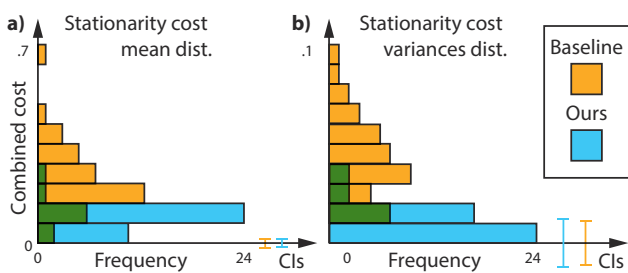 a) Stationarity cost
mean dist.
.7
Combined cost
0
0
Frequency
24
CIs
b) Stationarity cost
variances dist.
.1
0
Frequency
24
CIs
Baseline
Ours